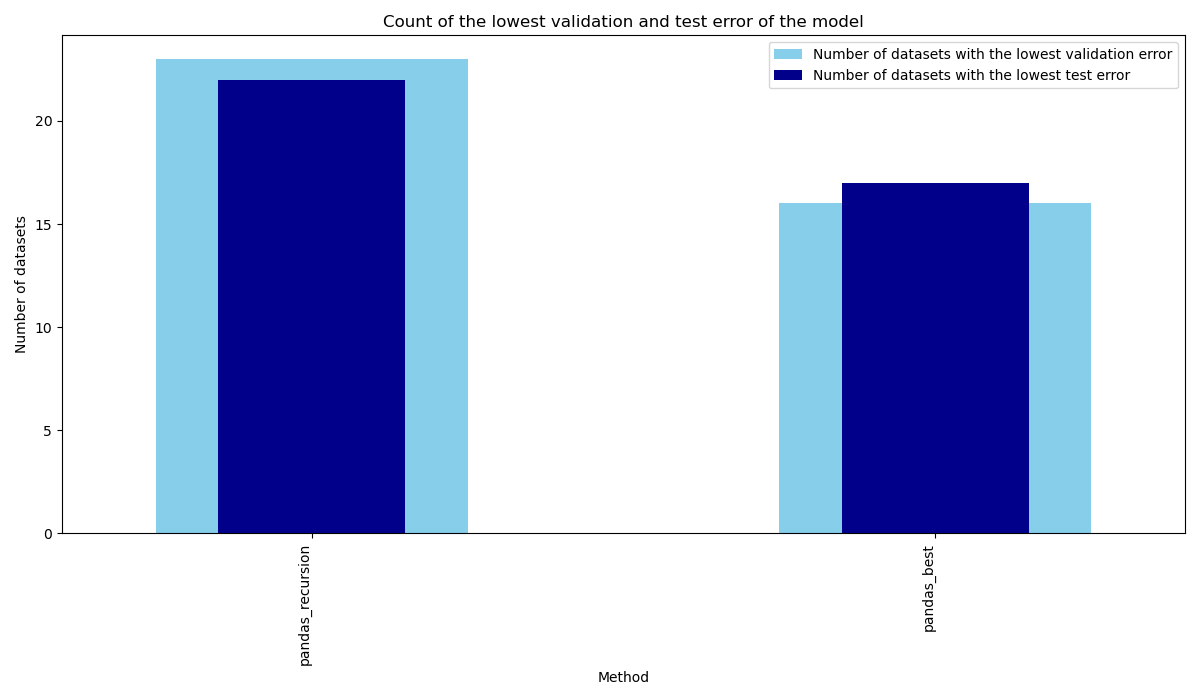 Count of the lowest validation and test error of the model
Number of datasets with the lowest validation error
Number of datasets with the lowest test error
Number of datasets
20
15
10
5
0
pandas_recursion
pandas_best
Method